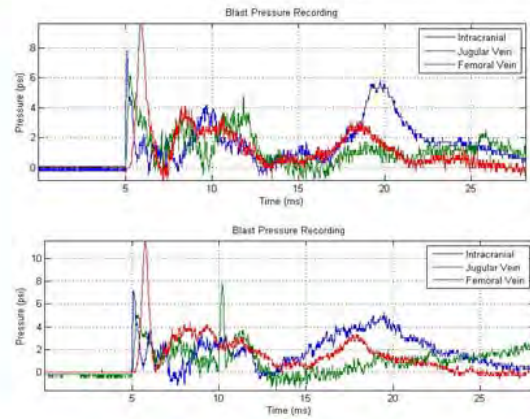 Blast Pressure Recording
Pressure (psi)
8
6
4
2
0
Intracranial
Jugular Vein
Femoral Vein
5 10 15 20 25
Time (ms)
Blast Pressure Recording
Pressure (psi)
10
8
6
4
2
0
Intracranial
Jugular Vein
Femoral Vein
5 10 15 20 25
Time (ms)